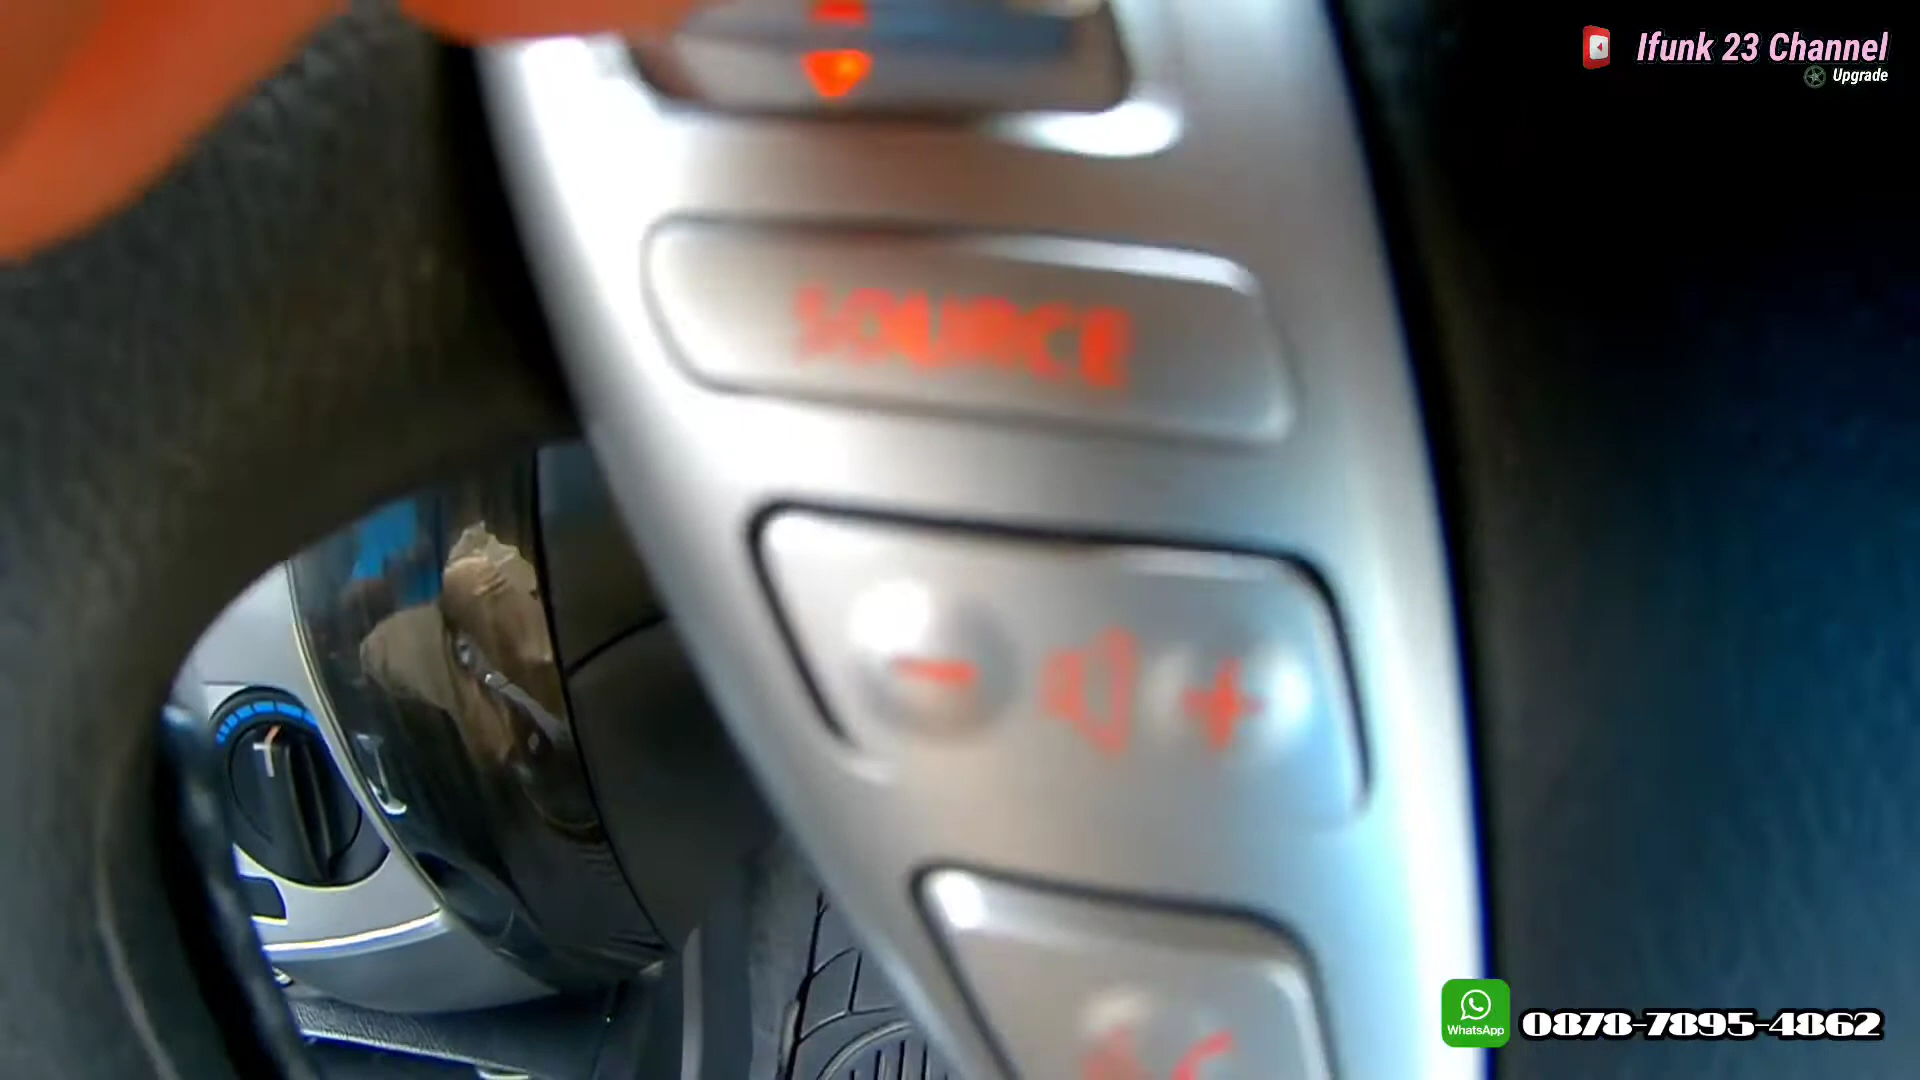 Ifunk 23 Channel
Upgrade
SOURCE
- +
WhatsApp
0878-7895-4862